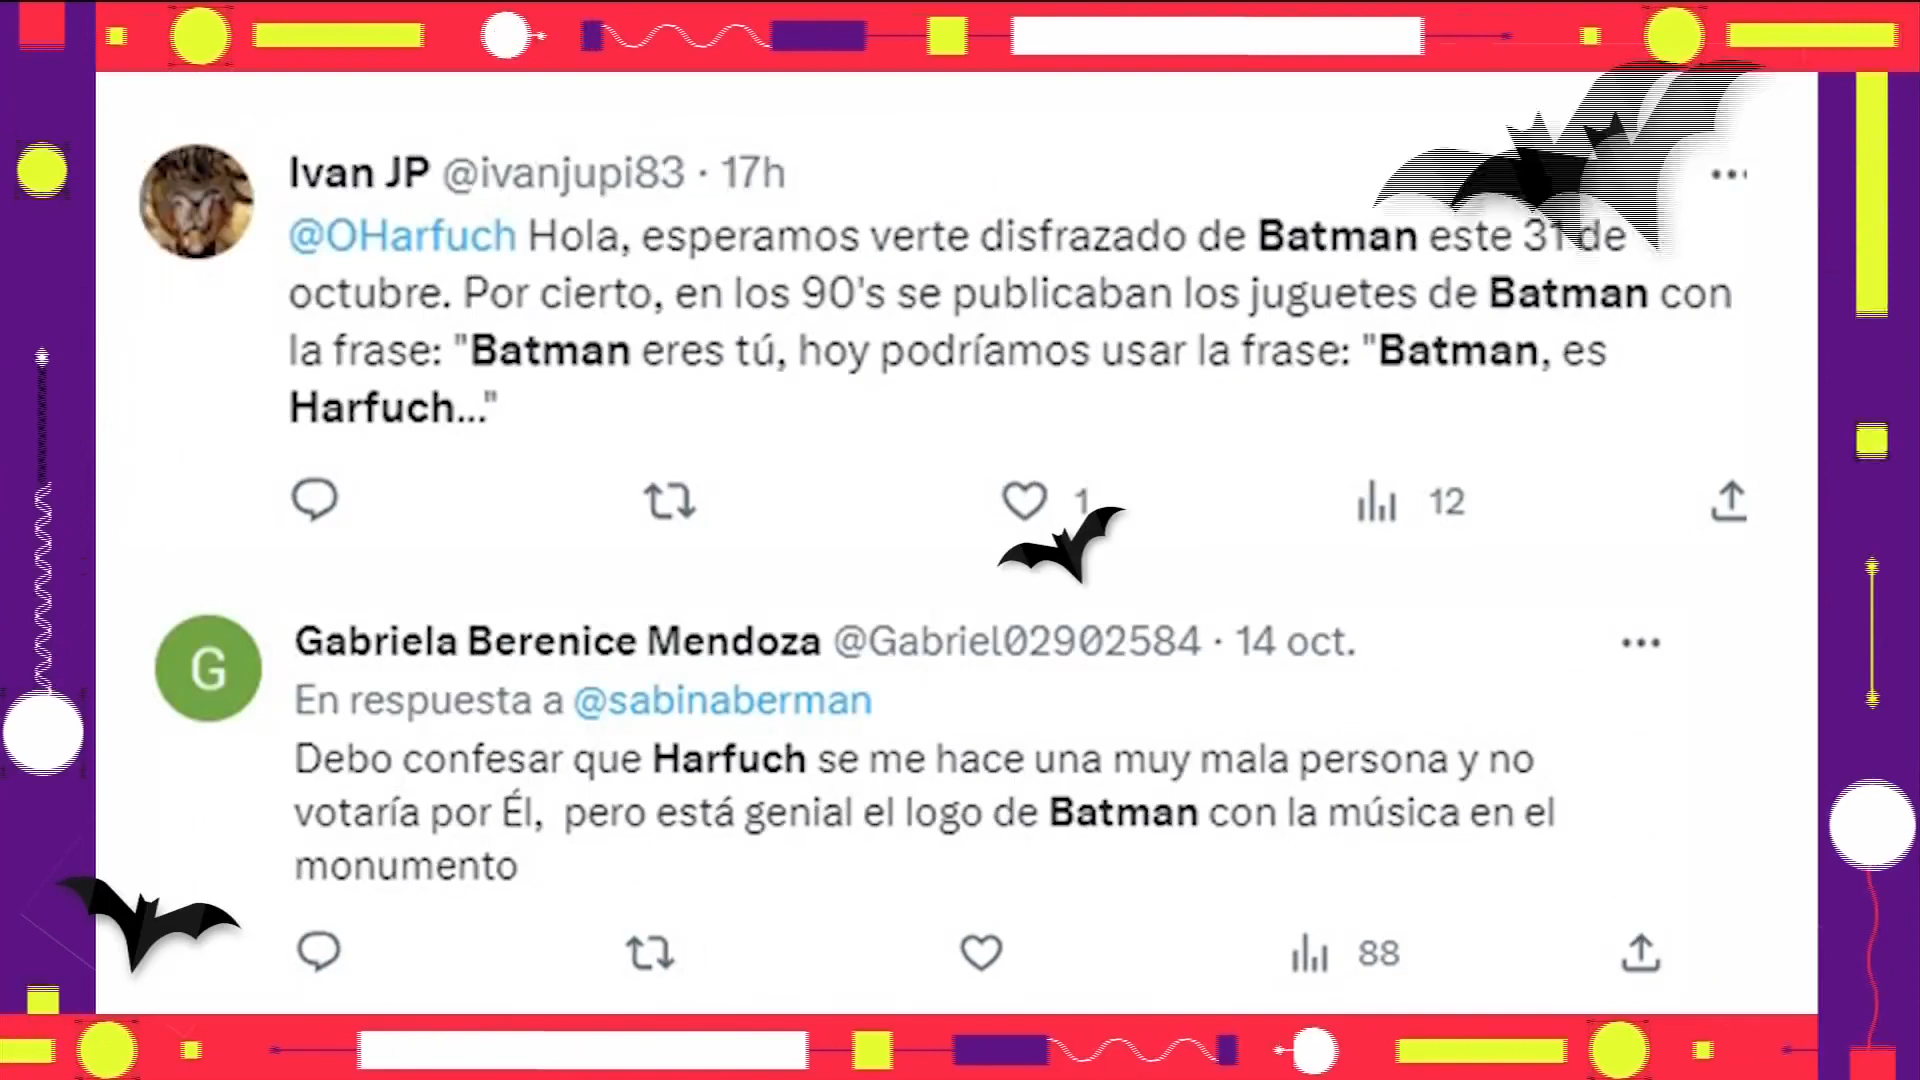 Ivan JP @ivanjupi83 · 17h
@OHarfuch Hola, esperamos verte disfrazado de Batman este 31 de
octubre. Por cierto, en los 90's se publicaban los juguetes de Batman con
la frase: "Batman eres tú, hoy podríamos usar la frase: "Batman, es
Harfuch..."
1 12
G
Gabriela Berenice Mendoza @Gabriel02902584 · 14 oct.
En respuesta a @sabinaberman
Debo confesar que Harfuch se me hace una muy mala persona y no
votaría por Él, pero está genial el logo de Batman con la música en el
monumento
88